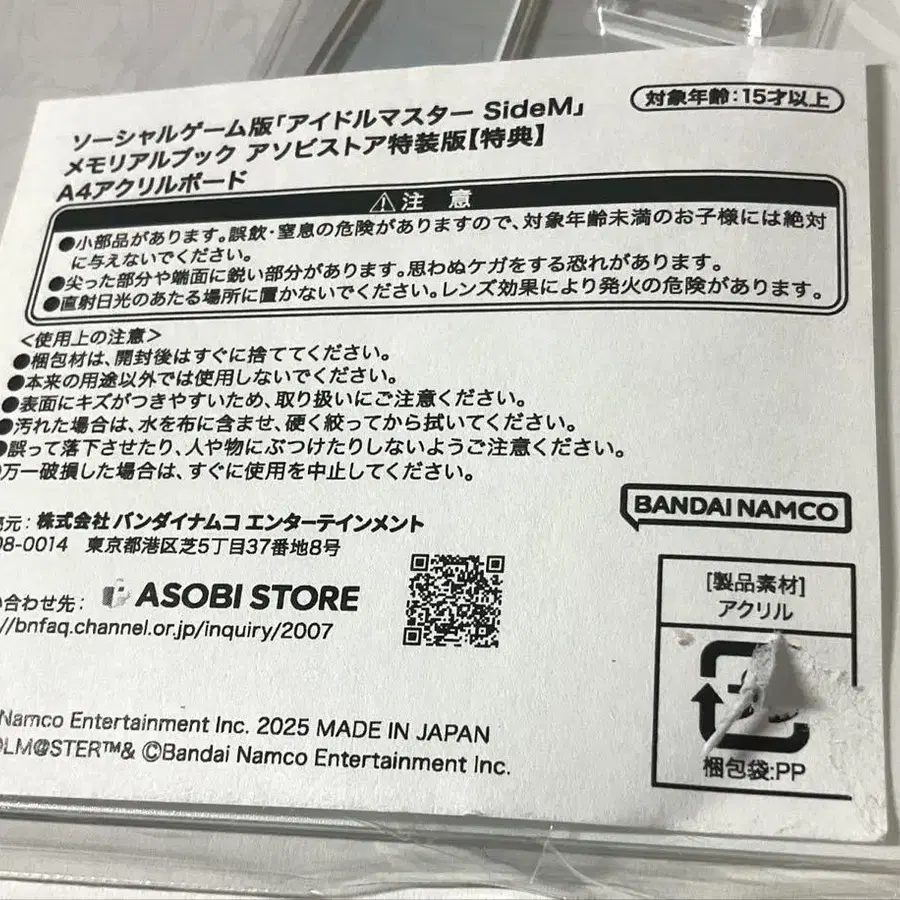 ソーシャルゲーム版「アイドルマスター SideM」
メモリアルブック アソビストア特装版【特典】
A4アクリルボード
対象年齢:15才以上
⚠注 意
●小部品があります。誤飲・窒息の危険がありますので、対象年齢未満のお子様には絶対
に与えないでください。
●尖った部分や端面に鋭い部分があります。思わぬケガをする恐れがあります。
●直射日光のあたる場所に置かないでください。レンズ効果により発火の危険があります。
<使用上の注意>
●梱包材は、開封後はすぐに捨ててください。
●本来の用途以外では使用しないでください。
●表面にキズがつきやすいため、取り扱いにご注意ください。
●汚れた場合は、水を布に含ませ、硬く絞ってから拭いてください。
●誤って落下させたり、人や物にぶつけたりしないようご注意ください。
万一破損した場合は、すぐに使用を中止してください。
元:株式会社 バンダイナムコ エンターテインメント
08-0014 東京都港区芝5丁目37番地8号
い合わせ先: ASOBI STORE
//bnfaq.channel.or.jp/inquiry/2007
BANDAI NAMCO
[製品素材]
アクリル
梱包袋:PP
Namco Entertainment Inc. 2025 MADE IN JAPAN
OLM@STER™& ©Bandai Namco Entertainment Inc.